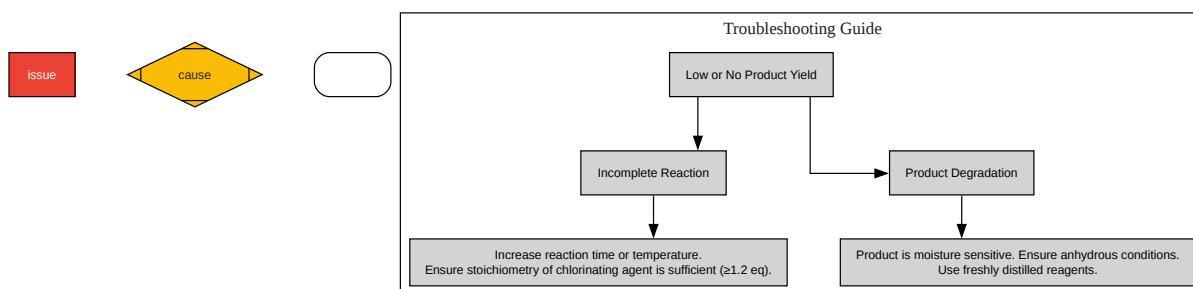 issue
cause
Troubleshooting Guide
Low or No Product Yield
Incomplete Reaction
Product Degradation
Increase reaction time or temperature.
Ensure stoichiometry of chlorinating agent is sufficient (≥1.2 eq).
Product is moisture sensitive. Ensure anhydrous conditions.
Use freshly distilled reagents.